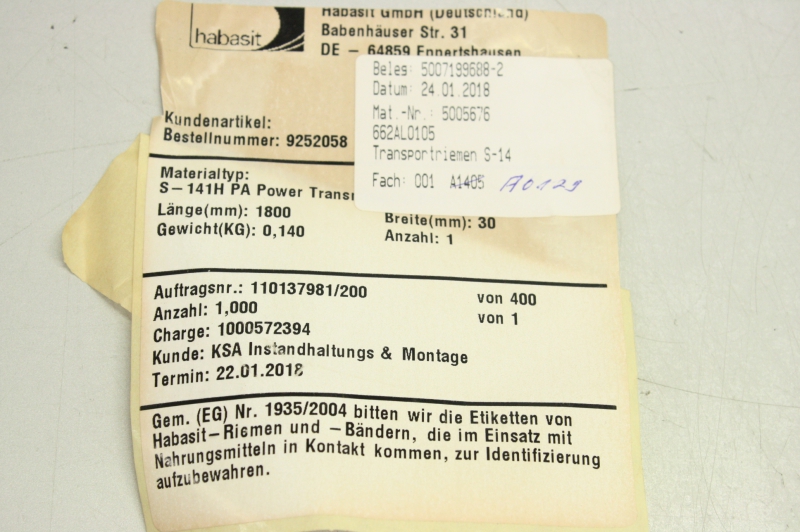 habasit
Habasit GmbH (Deutschland)
Babenhäuser Str. 31
DE – 64859 Eppertshausen
Beleg: 5007199688-2
Datum: 24.01.2018
Mat.-Nr.: 5005676
662AL0105
Transportriemen S-14
Fach: 001 A1405 A0129
Kundenartikel:
Bestellnummer: 9252058
Materialtyp:
S–141H PA Power
Länge(mm): 1800
Breite(mm): 30
Gewicht(KG): 0,140
Anzahl: 1
Auftragsnr.: 110137981/200
von 400
Anzahl: 1,000
von 1
Charge: 1000572394
Kunde: KSA Instandhaltungs & Montage
Termin: 22.01.2018
Gem. (EG) Nr. 1935/2004 bitten wir die Etiketten von
Habasit–Riemen und –Bändern, die im Einsatz mit
Nahrungsmitteln in Kontakt kommen, zur Identifizierung
aufzubewahren.